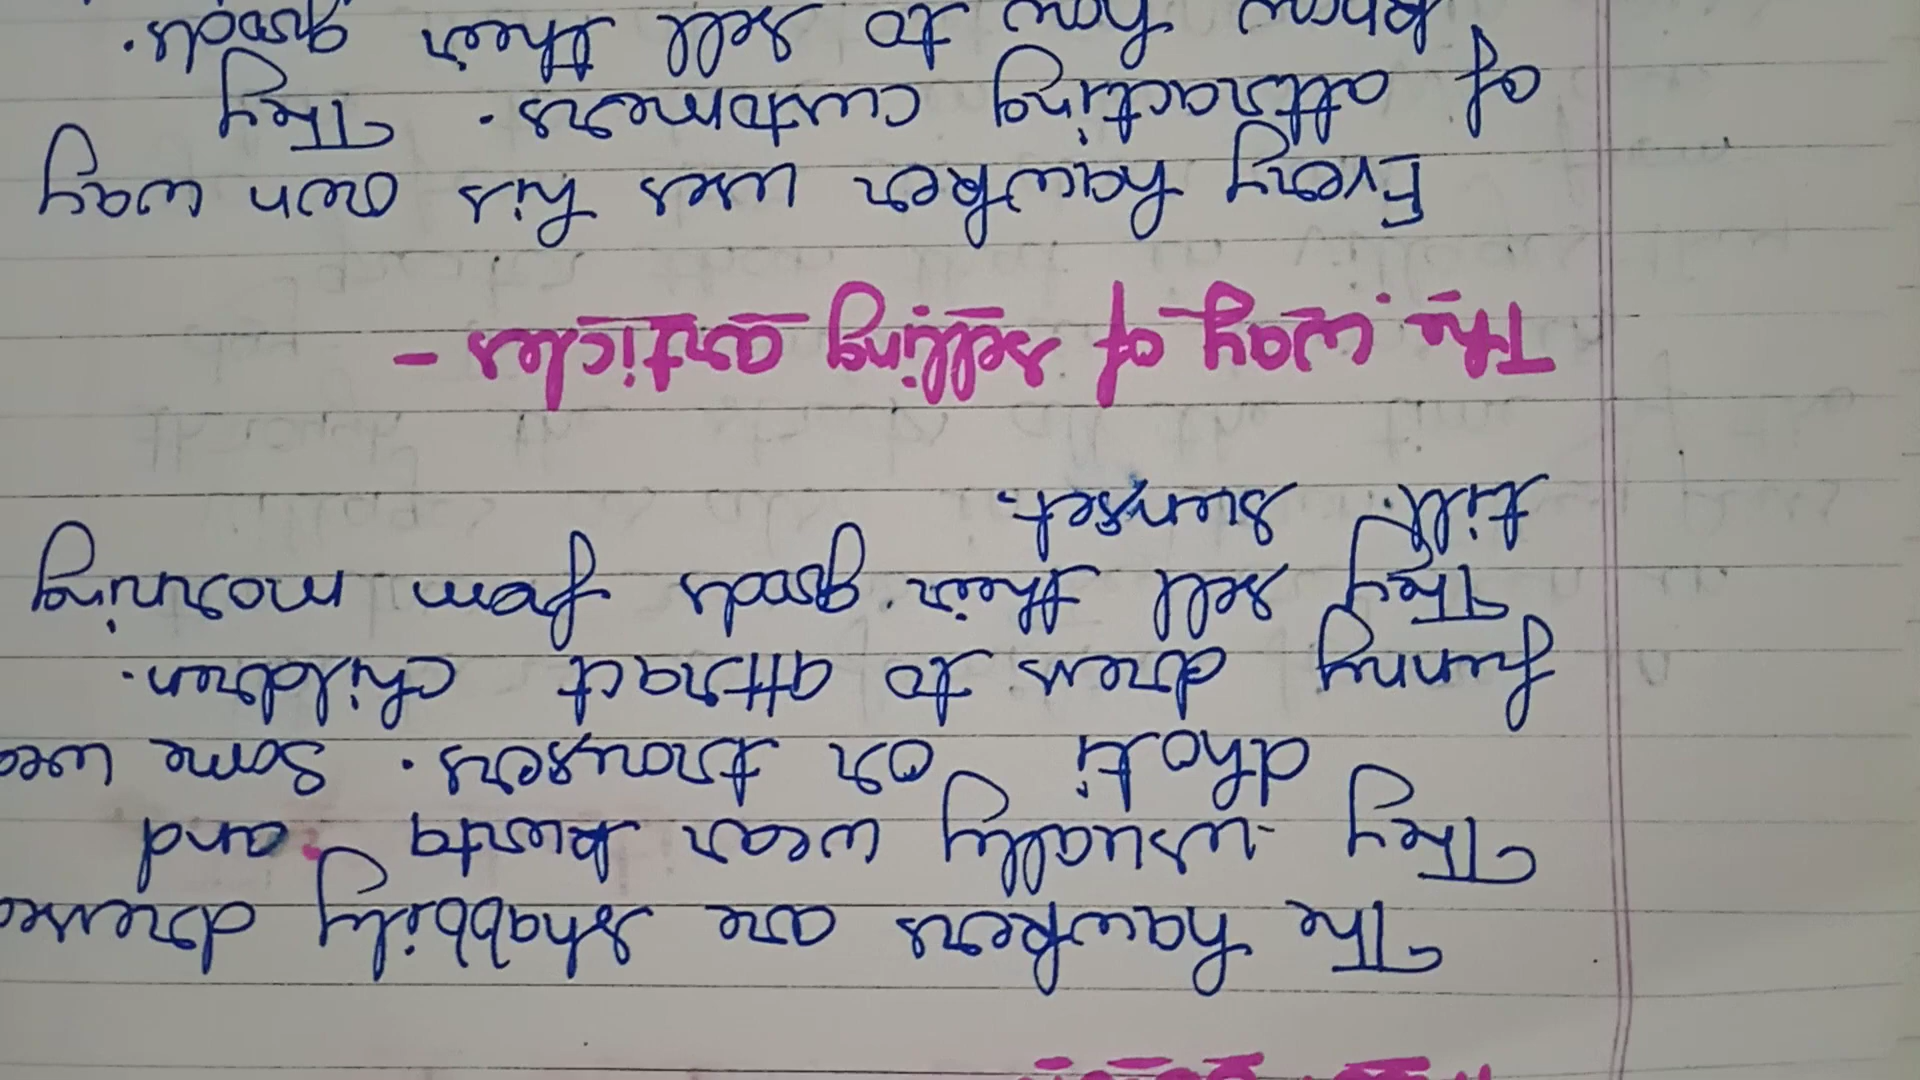 The hawkers are shabbily dresse
They usually wear kurta and
dhoti or trousers. Some wea
funny dress to attract children.
They sell their goods from morning
till sunset.
The way of selling articles -
Every hawker uses his own way
of attracting customers. They
know how to sell their goods.